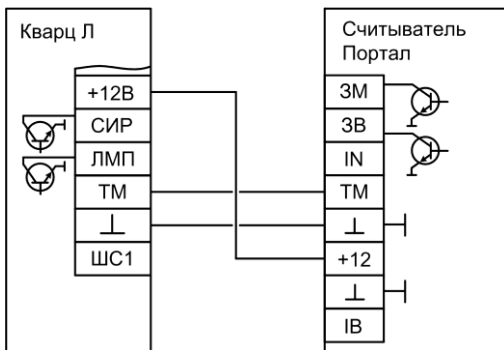 Кварц Л
+12В
СИР
ЛМП
ТМ
⊥
ШС1
Считыватель
Портал
ЗМ
ЗВ
IN
ТМ
⊥
+12
⊥
IB